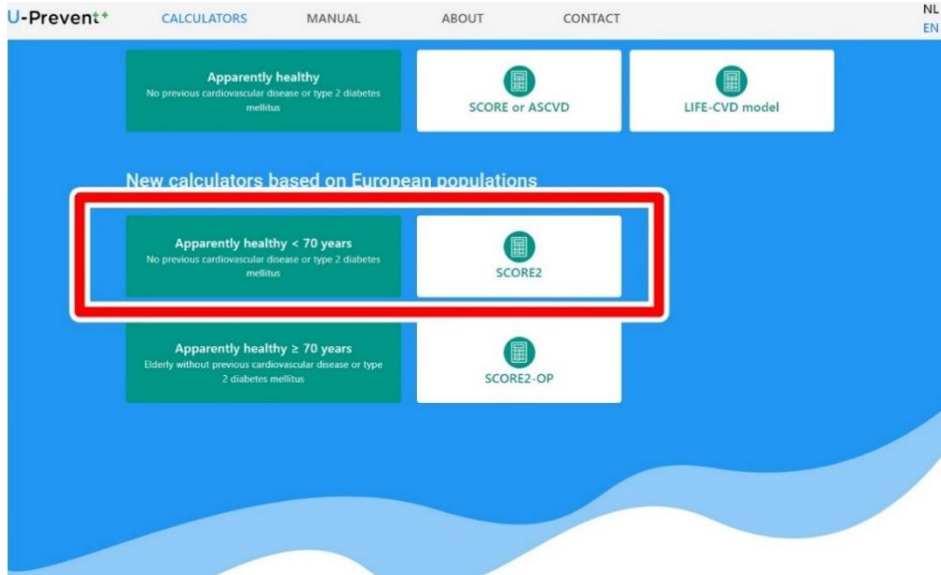 U-Prevent
CALCULATORS
MANUAL
ABOUT
CONTACT
NL
EN
Apparently healthy
No previous cardiovascular disease or type 2 diabetes
mellitus
SCORE or ASCVD
LIFE-CVD model
New calculators based on European populations
Apparently healthy < 70 years
No previous cardiovascular disease or type 2 diabetes
mellitus
SCORE2
Apparently healthy ≥ 70 years
Elderly without previous cardiovascular disease or type
2 diabetes mellitus
SCORE2-OP